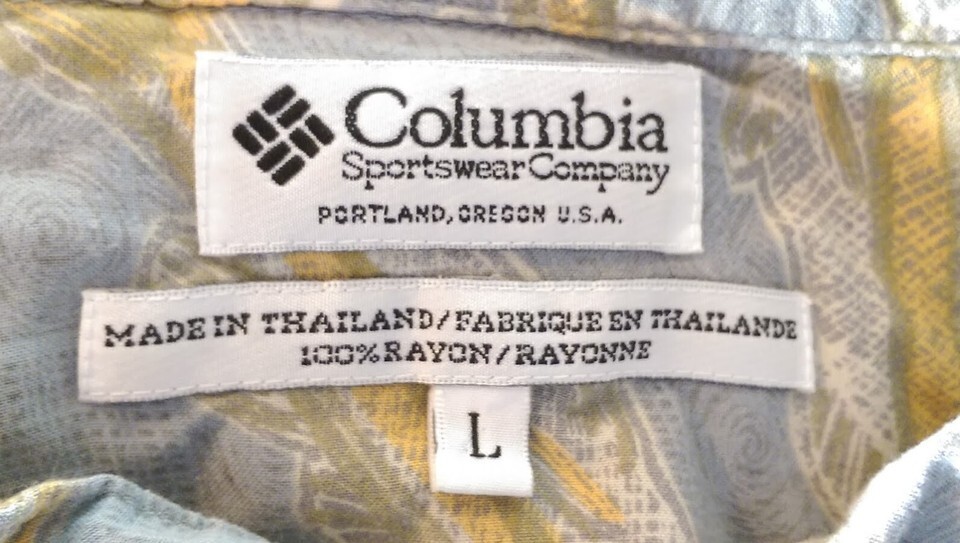 Columbia
Sportswear Company
PORTLAND, OREGON U.S.A.
MADE IN THAILAND/FABRIQUE EN THAILANDE
100% RAYON/RAYONNE
L